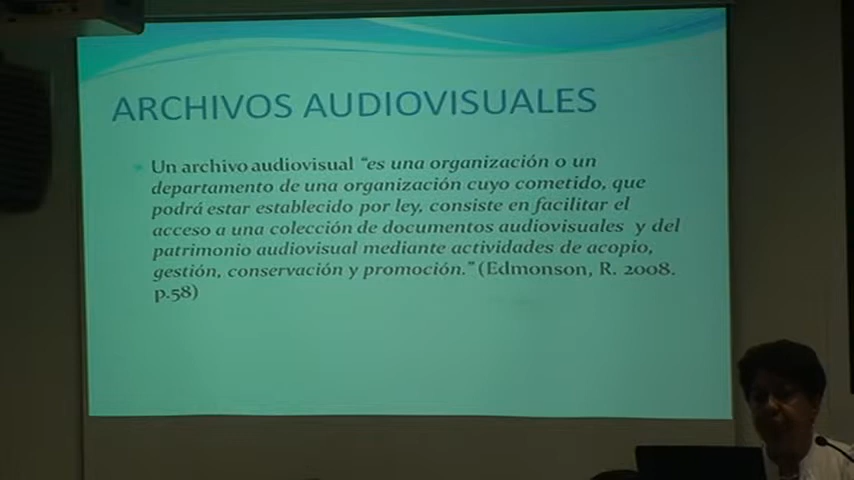 ARCHIVOS AUDIOVISUALES
Un archivo audiovisual “es una organización o un
departamento de una organización cuyo cometido, que
podrá estar establecido por ley, consiste en facilitar el
acceso a una colección de documentos audiovisuales y del
patrimonio audiovisual mediante actividades de acopio,
gestión, conservación y promoción.” (Edmonson, R. 2008.
p.58)